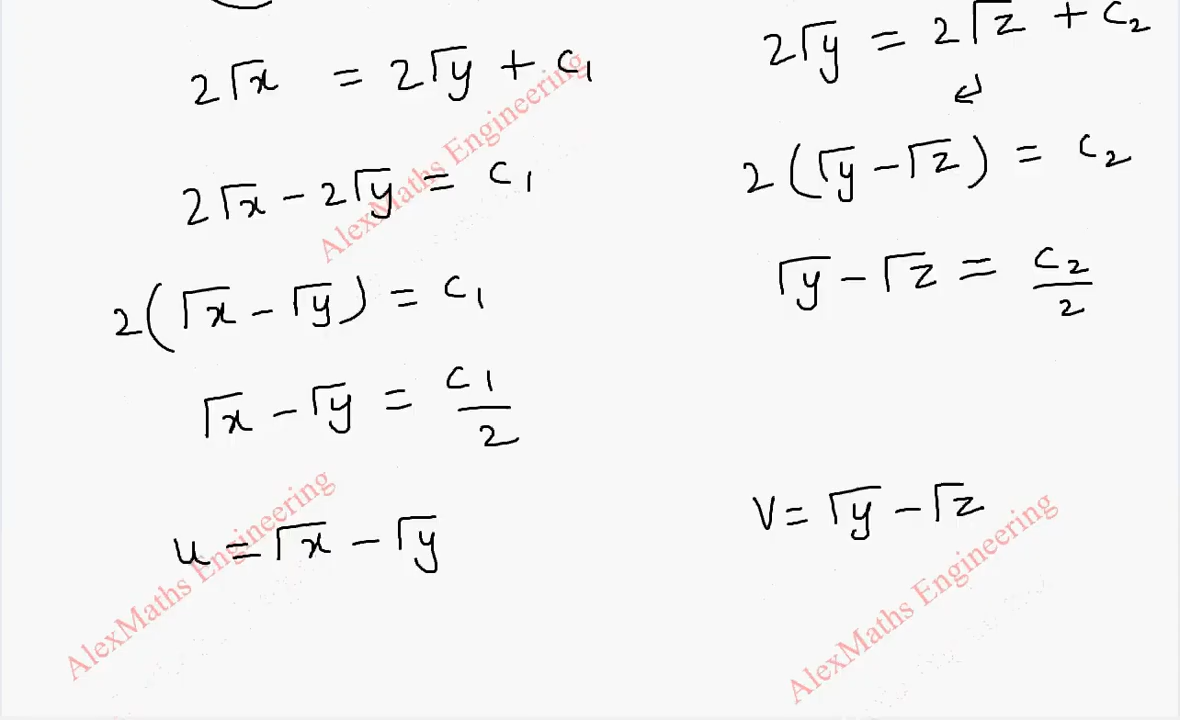 2√x = 2√y + c₁
2√x - 2√y = c₁
2(√x - √y) = c₁
√x - √y = c₁/2
u = √x - √y
2√y = 2√z + c₂
2(√y - √z) = c₂
√y - √z = c₂/2
v = √y - √z
AlexMaths Engineering
AlexMaths Engineering
AlexMaths Engineering